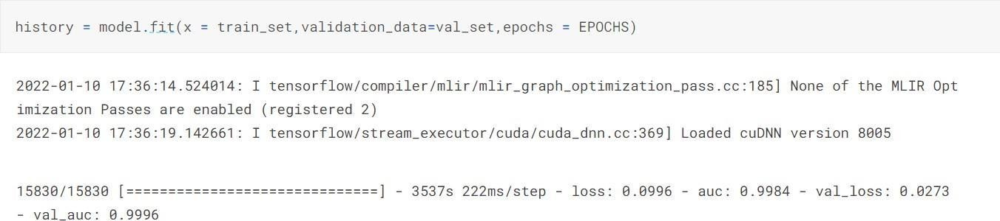 history = model.fit(x = train_set,validation_data=val_set,epochs = EPOCHS)
2022-01-10 17:36:14.524014: I tensorflow/compiler/mlir/mlir_graph_optimization_pass.cc:185] None of the MLIR Opt
imization Passes are enabled (registered 2)
2022-01-10 17:36:19.142661: I tensorflow/stream_executor/cuda/cuda_dnn.cc:369] Loaded cuDNN version 8005
15830/15830 [==============================] - 3537s 222ms/step - loss: 0.0996 - auc: 0.9984 - val_loss: 0.0273
- val_auc: 0.9996